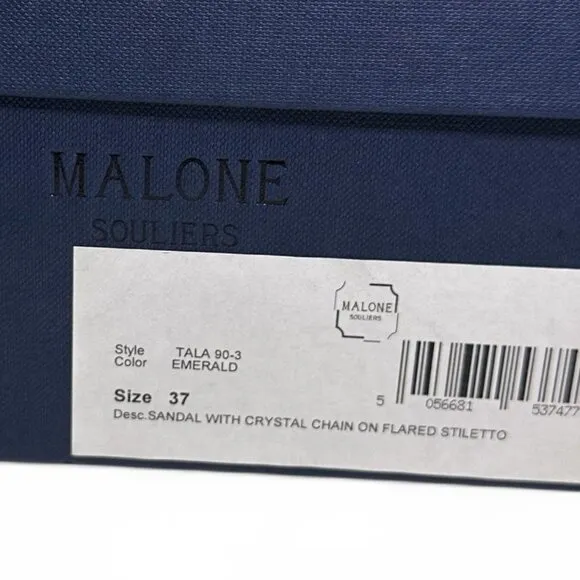 MALONE
SOULIERS
MALONE
SOULIERS
Style TALA 90-3
Color EMERALD
Size 37
Desc.SANDAL WITH CRYSTAL CHAIN ON FLARED STILETTO
5 056681 537477